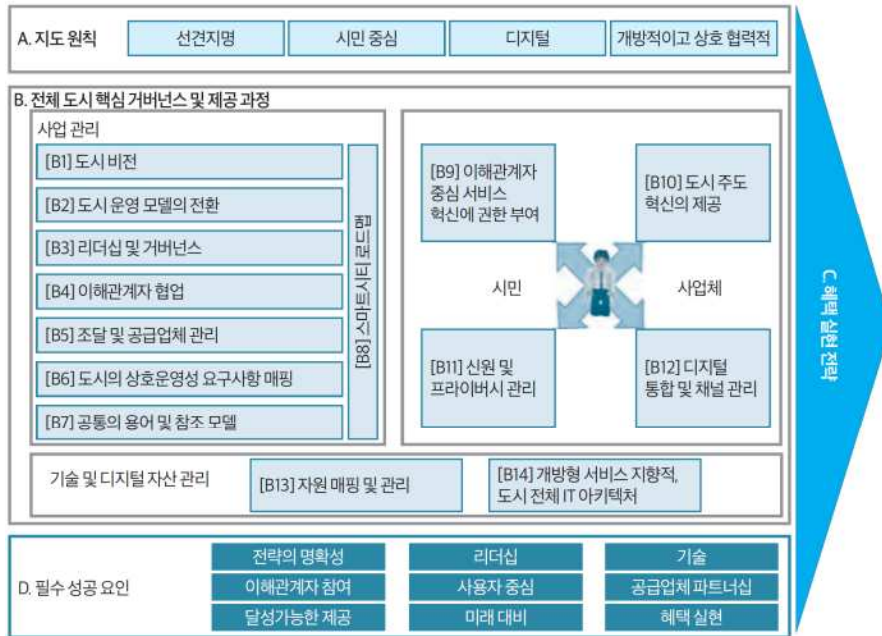 A. 지도 원칙
선견지명
시민 중심
디지털
개방적이고 상호 협력적
B. 전체 도시 핵심 거버넌스 및 제공 과정
사업 관리
[B1] 도시 비전
[B2] 도시 운영 모델의 전환
[B3] 리더십 및 거버넌스
[B4] 이해관계자 협업
[B5] 조달 및 공급업체 관리
[B6] 도시의 상호운영성 요구사항 매핑
[B7] 공통의 용어 및 참조 모델
[B8] 스마트시티 로드맵
[B9] 이해관계자
중심 서비스
혁신에 권한 부여
[B10] 도시 주도
혁신의 제공
시민
사업체
[B11] 신원 및
프라이버시 관리
[B12] 디지털
통합 및 채널 관리
기술 및 디지털 자산 관리
[B13] 자원 매핑 및 관리
[B14] 개방형 서비스 지향적,
도시 전체 IT 아키텍처
C. 혜택 실현 전략
D. 필수 성공 요인
전략의 명확성
리더십
기술
이해관계자 참여
사용자 중심
공급업체 파트너십
달성가능한 제공
미래 대비
혜택 실현